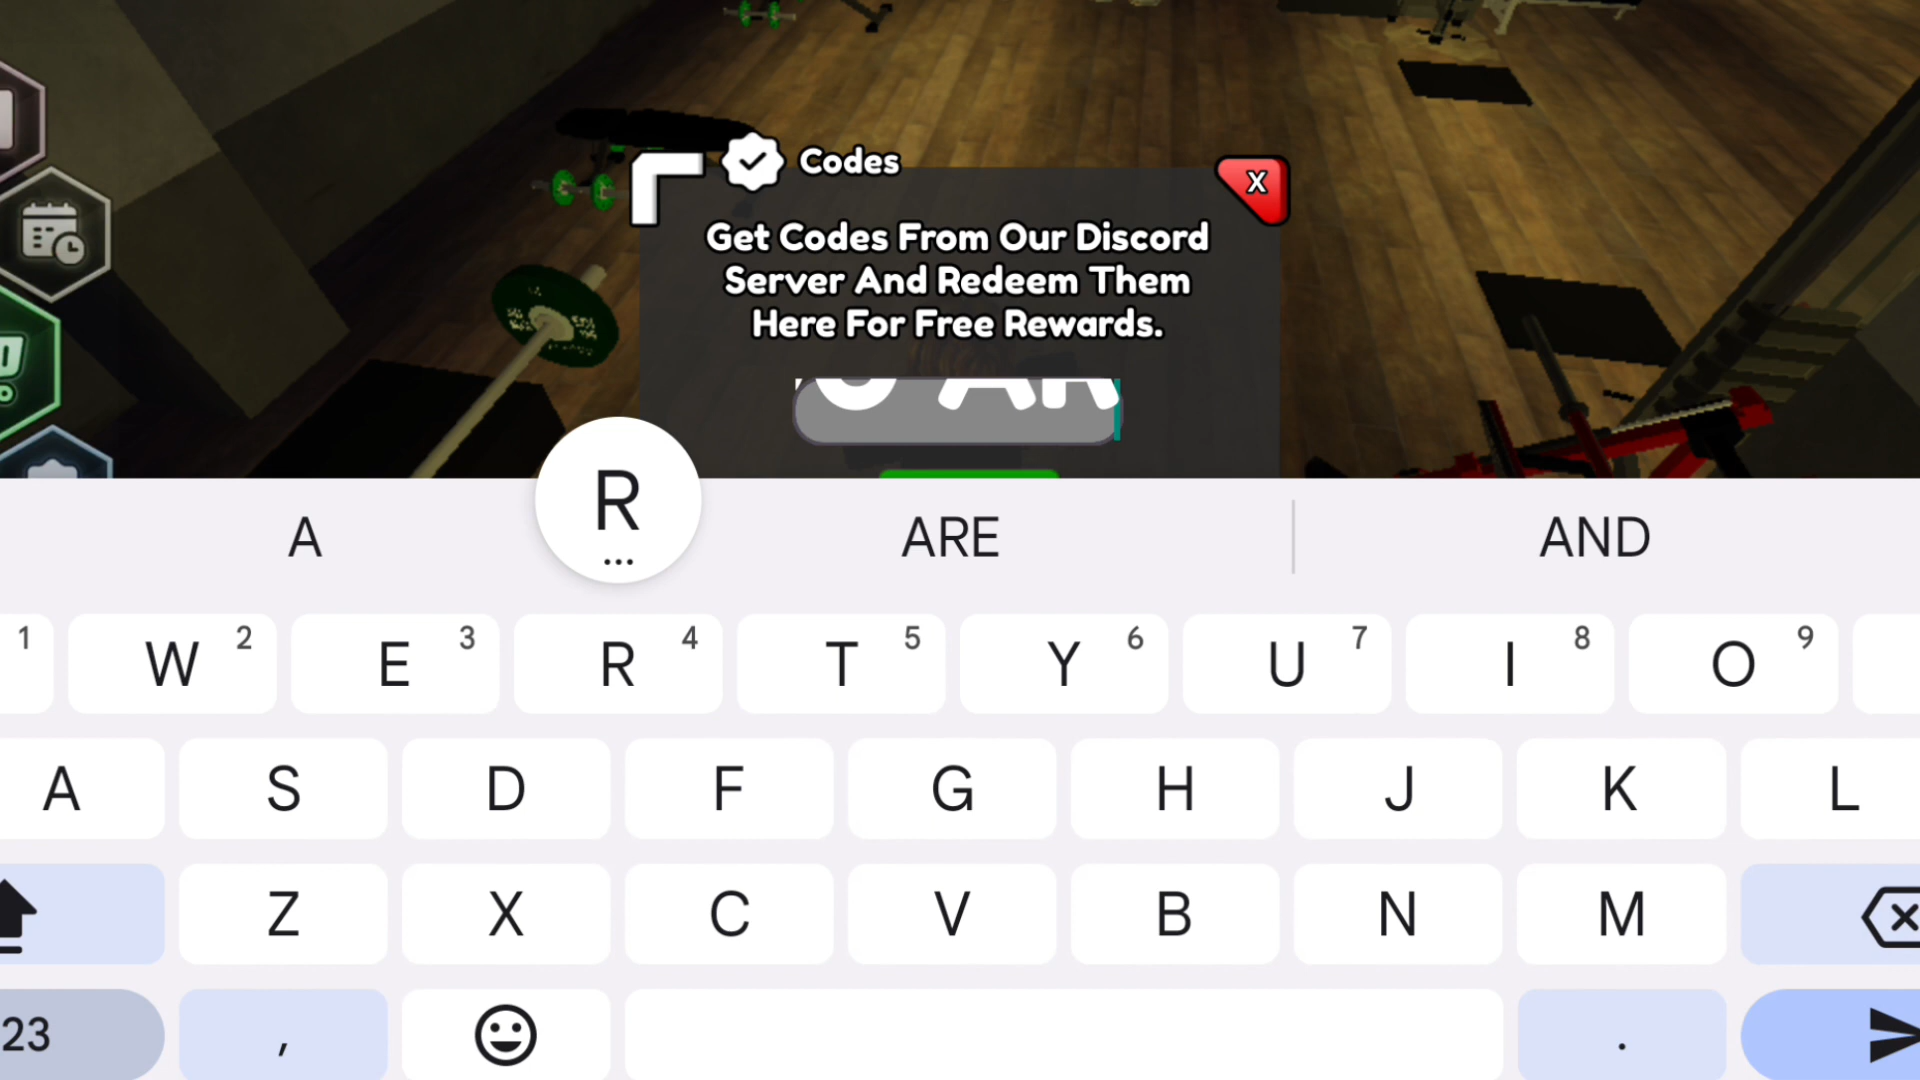 Codes
X
Get Codes From Our Discord
Server And Redeem Them
Here For Free Rewards.
AR
R
...
A
ARE
AND
1 W 2 E 3 R 4 T 5 Y 6 U 7 I 8 O 9
A S D F G H J K L
Z X C V B N M
23 , .